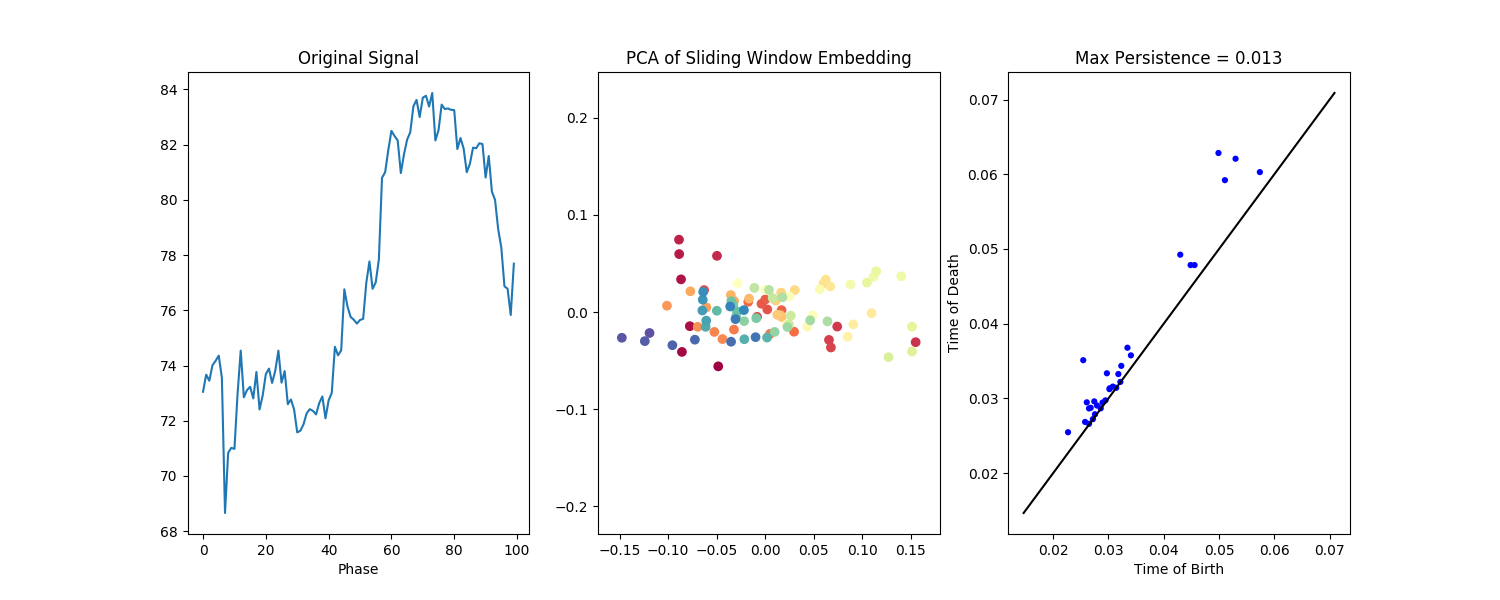 Original Signal
84
82
80
78
76
74
72
70
68
0 20 40 60 80 100
Phase
PCA of Sliding Window Embedding
0.2
0.1
0.0
−0.1
−0.2
−0.15 −0.10 −0.05 0.00 0.05 0.10 0.15
Max Persistence = 0.013
Time of Death
0.07
0.06
0.05
0.04
0.03
0.02
0.02 0.03 0.04 0.05 0.06 0.07
Time of Birth